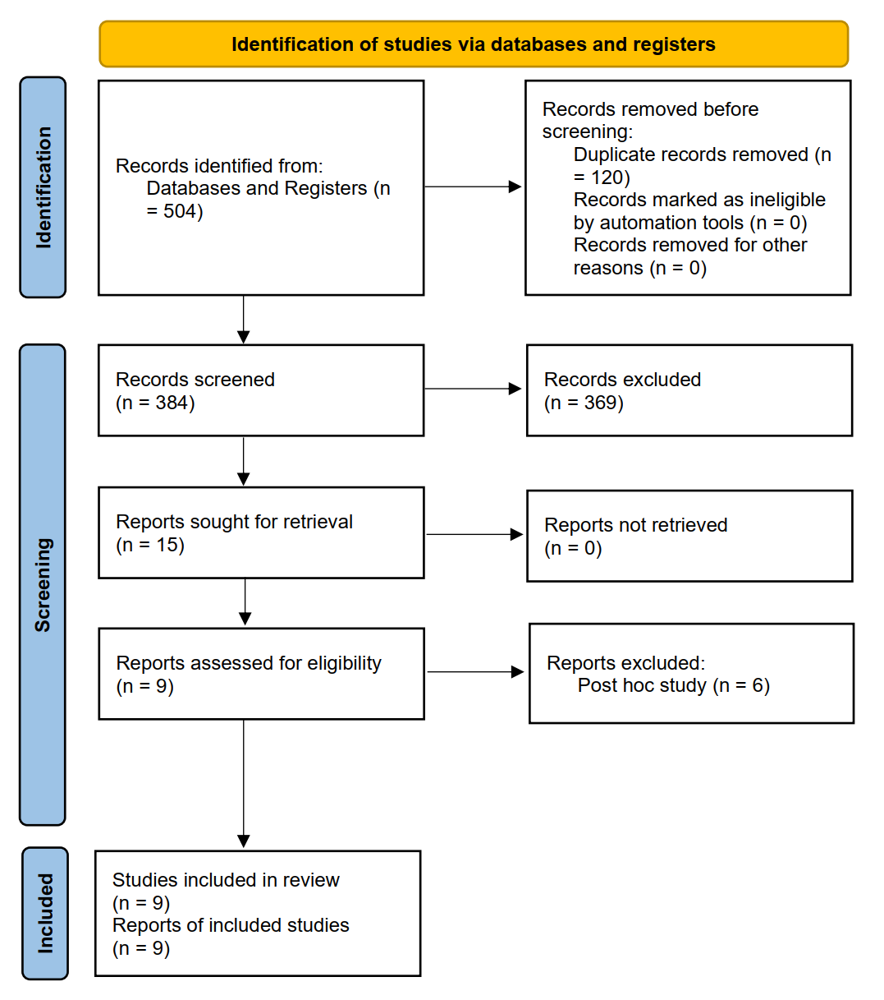 Identification of studies via databases and registers
Identification
Records identified from:
Databases and Registers (n
= 504)
Records removed before
screening:
Duplicate records removed (n
= 120)
Records marked as ineligible
by automation tools (n = 0)
Records removed for other
reasons (n = 0)
Screening
Records screened
(n = 384)
Records excluded
(n = 369)
Reports sought for retrieval
(n = 15)
Reports not retrieved
(n = 0)
Reports assessed for eligibility
(n = 9)
Reports excluded:
Post hoc study (n = 6)
Included
Studies included in review
(n = 9)
Reports of included studies
(n = 9)